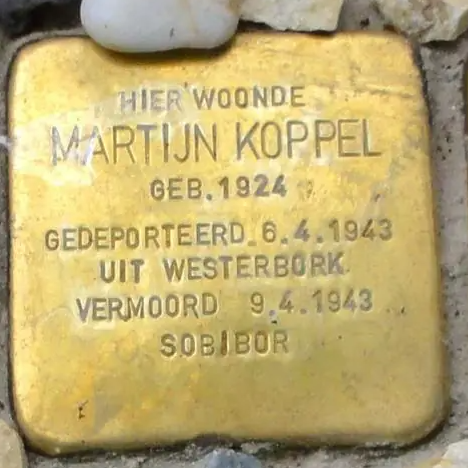 HIER WOONDE
MARTIJN KOPPEL
GEB. 1924
GEDEPORTEERD 6.4.1943
UIT WESTERBORK
VERMOORD 9.4.1943
SOBIBOR